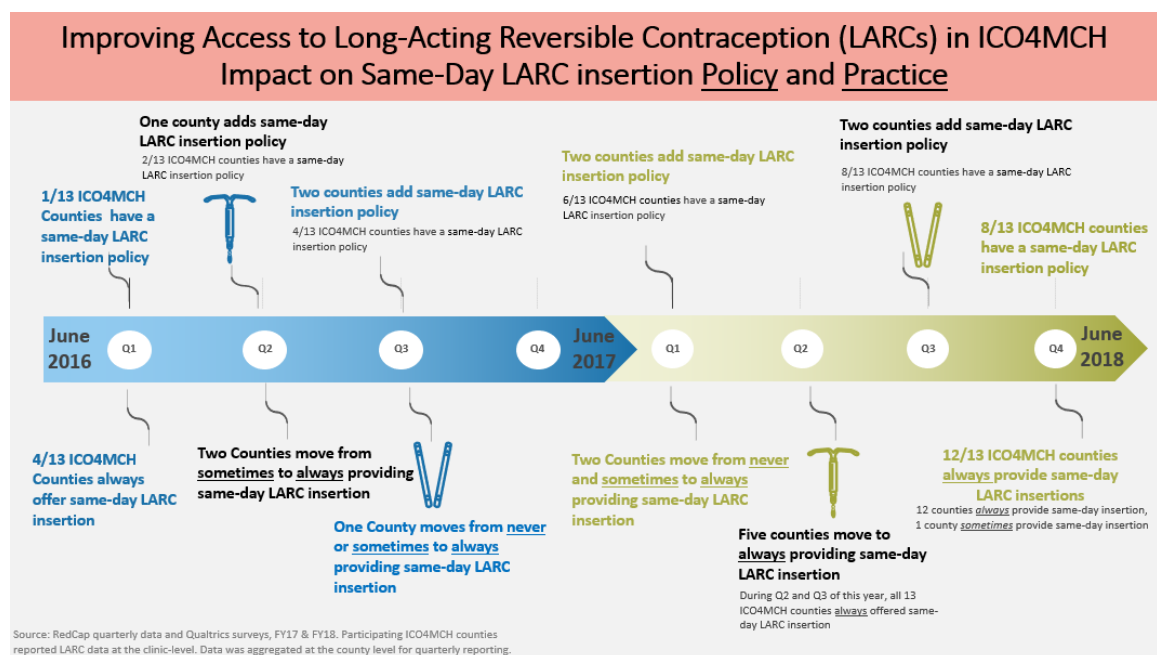 Improving Access to Long-Acting Reversible Contraception (LARCs) in ICO4MCH
Impact on Same-Day LARC insertion Policy and Practice
One county adds same-day
LARC insertion policy
2/13 ICO4MCH counties have a same-day
LARC insertion policy
1/13 ICO4MCH
Counties have a
same-day LARC
insertion policy
Two counties add same-day LARC
insertion policy
4/13 ICO4MCH counties have a same-day LARC
insertion policy
Two counties add same-day LARC
insertion policy
6/13 ICO4MCH counties have a same-day
LARC insertion policy
Two counties add same-day LARC
insertion policy
8/13 ICO4MCH counties have a same-day LARC
insertion policy
8/13 ICO4MCH counties
have a same-day LARC
insertion policy
June
2016
Q1
Q2
Q3
Q4
June
2017
Q1
Q2
Q3
Q4
June
2018
4/13 ICO4MCH
Counties always
offer same-day LARC
insertion
Two Counties move from
sometimes to always providing
same-day LARC insertion
One County moves from never
or sometimes to always
providing same-day LARC
insertion
Two Counties move from never
and sometimes to always
providing same-day LARC
insertion
Five counties move to
always providing same-day
LARC insertion
During Q2 and Q3 of this year, all 13
ICO4MCH counties always offered same-
day LARC insertion
12/13 ICO4MCH counties
always provide same-day
LARC insertions
12 counties always provide same-day insertion,
1 county sometimes provide same-day insertion
Source: RedCap quarterly data and Qualtrics surveys, FY17 & FY18. Participating ICO4MCH counties
reported LARC data at the clinic-level. Data was aggregated at the county level for quarterly reporting.